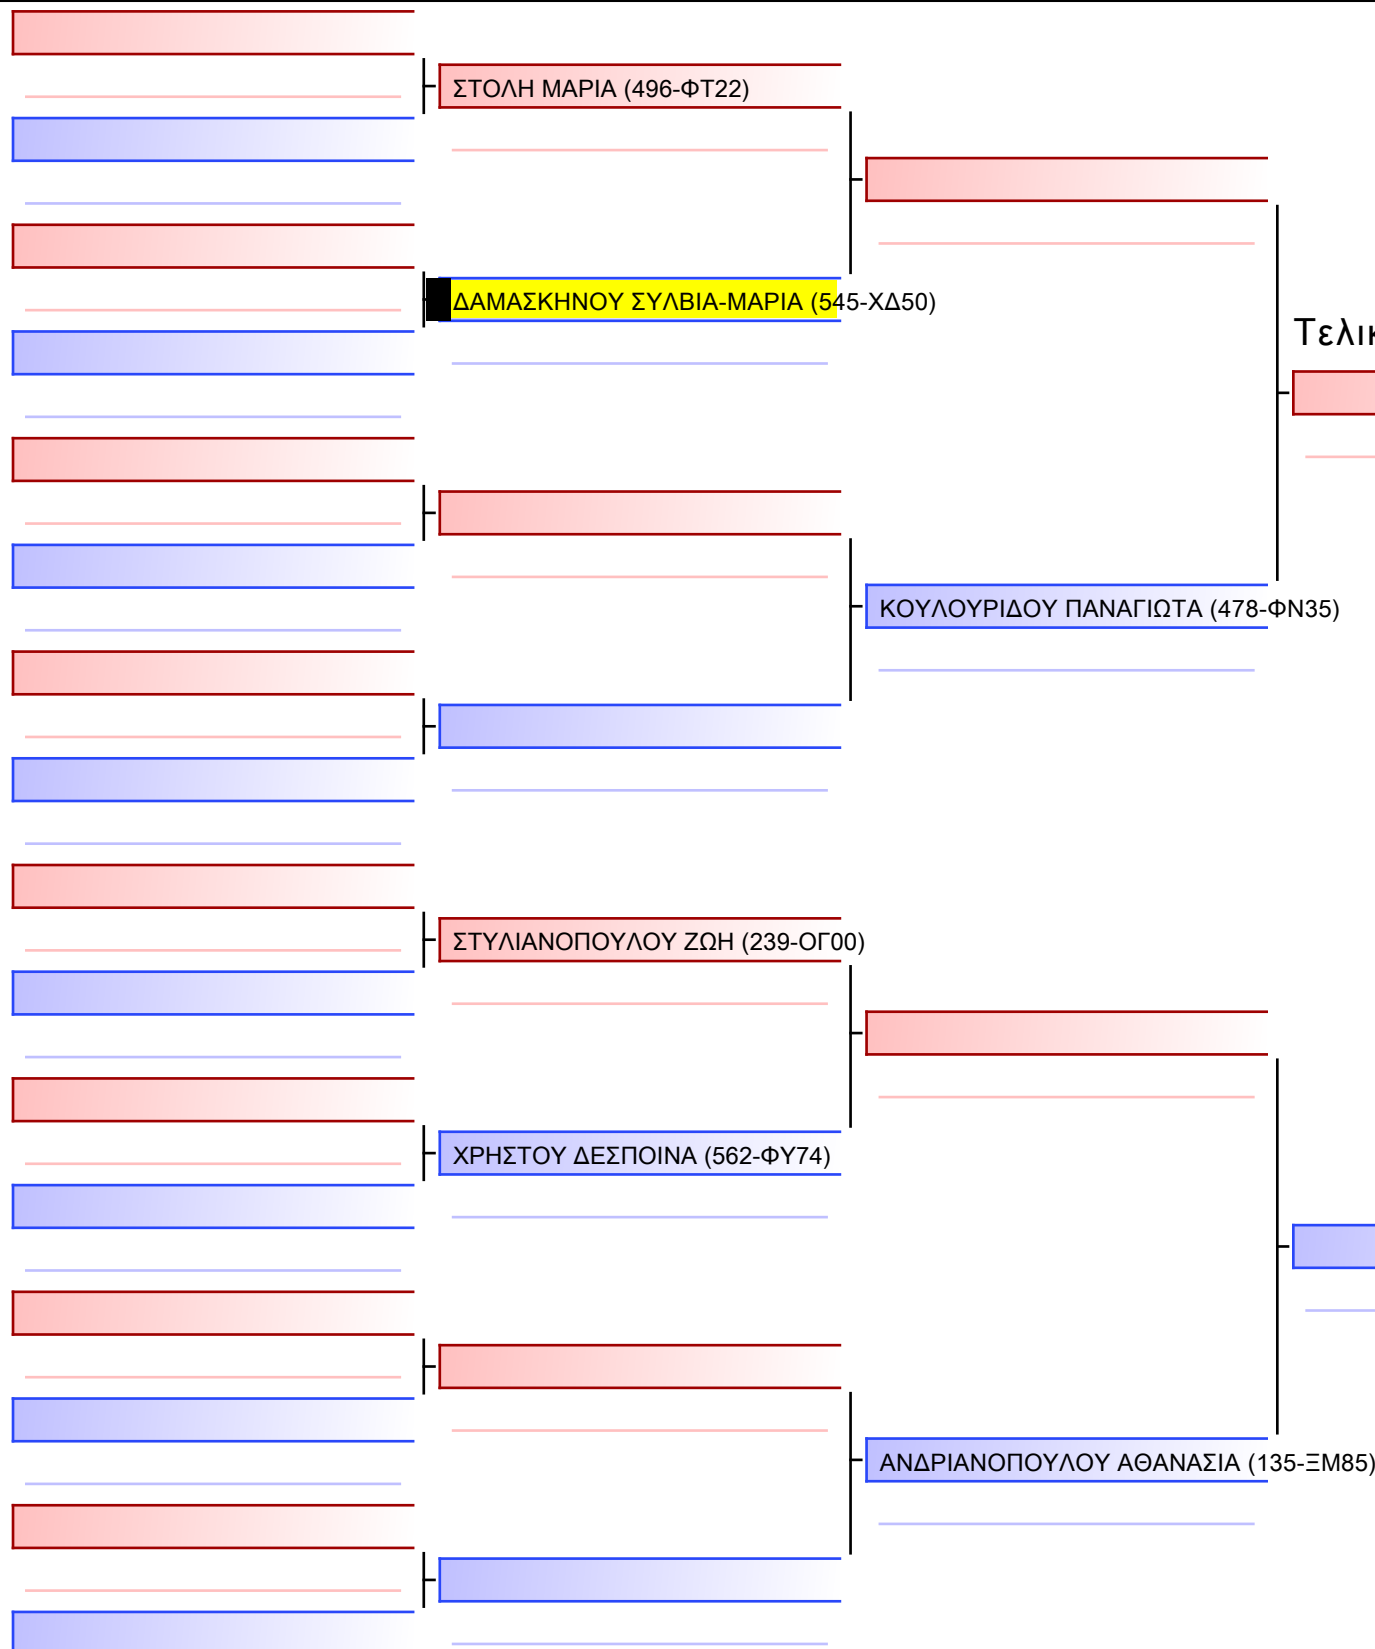 ΣΤΟΛΗ ΜΑΡΙΑ (496-ΦΤ22)
ΔΑΜΑΣΚΗΝΟΥ ΣΥΛΒΙΑ-ΜΑΡΙΑ (545-ΧΔ50)
Τελικ
ΚΟΥΛΟΥΡΙΔΟΥ ΠΑΝΑΓΙΩΤΑ (478-ΦΝ35)
ΣΤΥΛΙΑΝΟΠΟΥΛΟΥ ΖΩΗ (239-ΟΓ00)
ΧΡΗΣΤΟΥ ΔΕΣΠΟΙΝΑ (562-ΦΥ74)
ΑΝΔΡΙΑΝΟΠΟΥΛΟΥ ΑΘΑΝΑΣΙΑ (135-ΞΜ85)